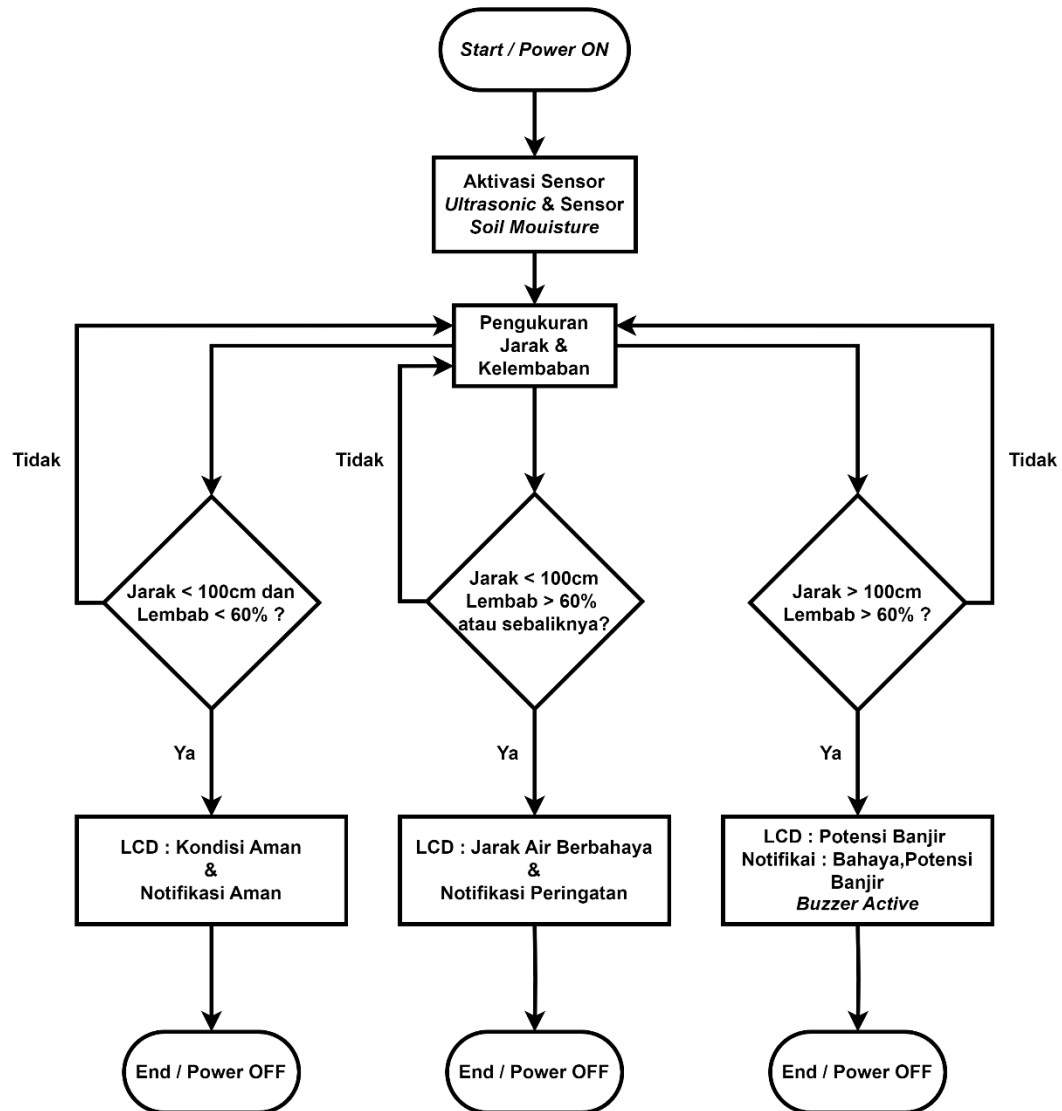 Start / Power ON
Aktivasi Sensor
Ultrasonic & Sensor
Soil Mouisture
Pengukuran
Jarak &
Kelembaban
Tidak
Tidak
Tidak
Jarak < 100cm dan
Lembab < 60% ?
Jarak < 100cm
Lembab > 60%
atau sebaliknya?
Jarak > 100cm
Lembab > 60% ?
Ya
Ya
Ya
LCD : Kondisi Aman
&
Notifikasi Aman
LCD : Jarak Air Berbahaya
&
Notifikasi Peringatan
LCD : Potensi Banjir
Notifikai : Bahaya,Potensi
Banjir
Buzzer Active
End / Power OFF
End / Power OFF
End / Power OFF